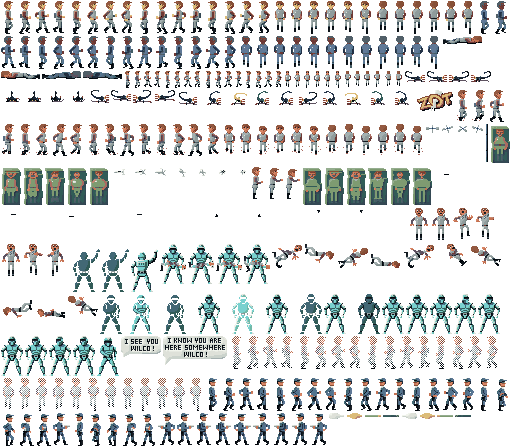 ZOT
I SEE YOU
WILCO!
I KNOW YOU ARE
HERE SOMEWHERE
WILCO!